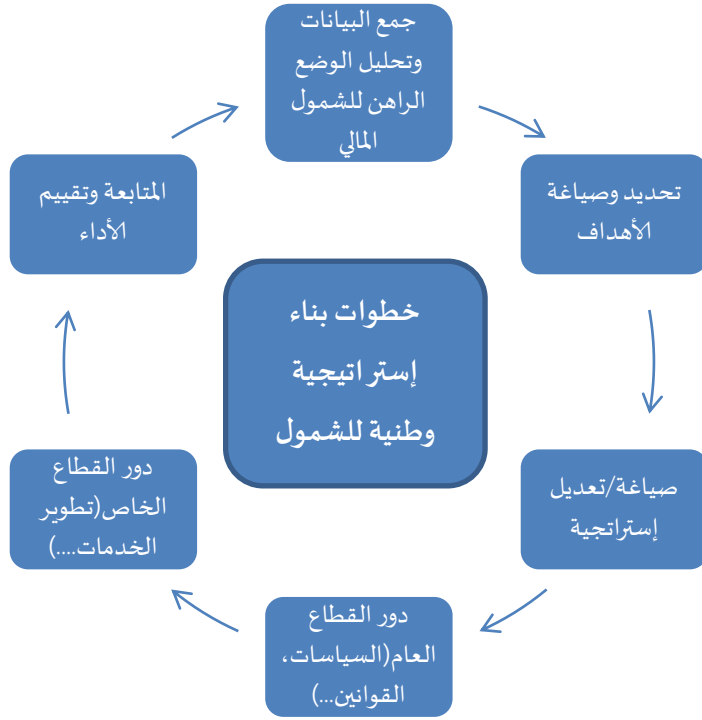 جمع البيانات
وتحليل الوضع
الراهن للشمول
المالي
تحديد وصياغة
الأهداف
صياغة/تعديل
إستراتجية
دور القطاع
العام(السياسات،
القوانين...)
دور القطاع
الخاص(تطوير
الخدمات....)
المتابعة وتقييم
الأداء
خطوات بناء
إستراتيجية
وطنية للشمول